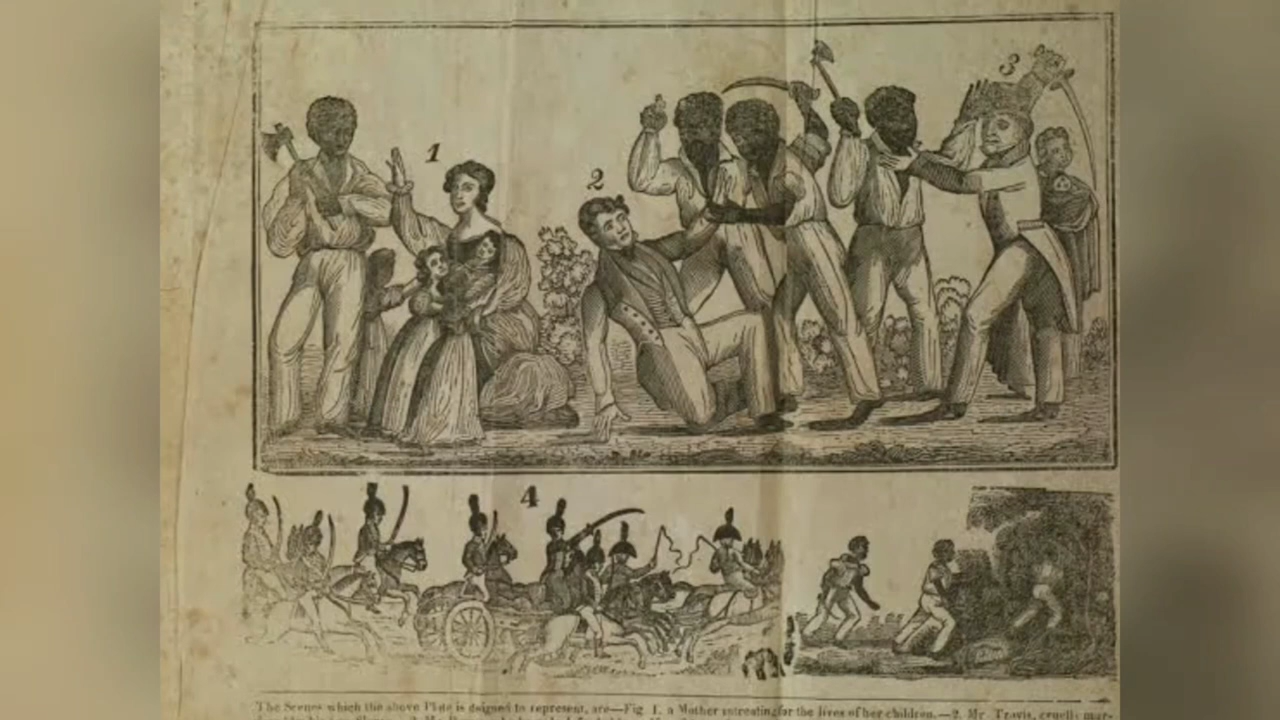 1
2
3
4
The Scenes which the above Plate is deigned to represent, are—Fig. 1. a Mother intreating for the lives of her children.—2. Mr. Travis, cruelly mur-